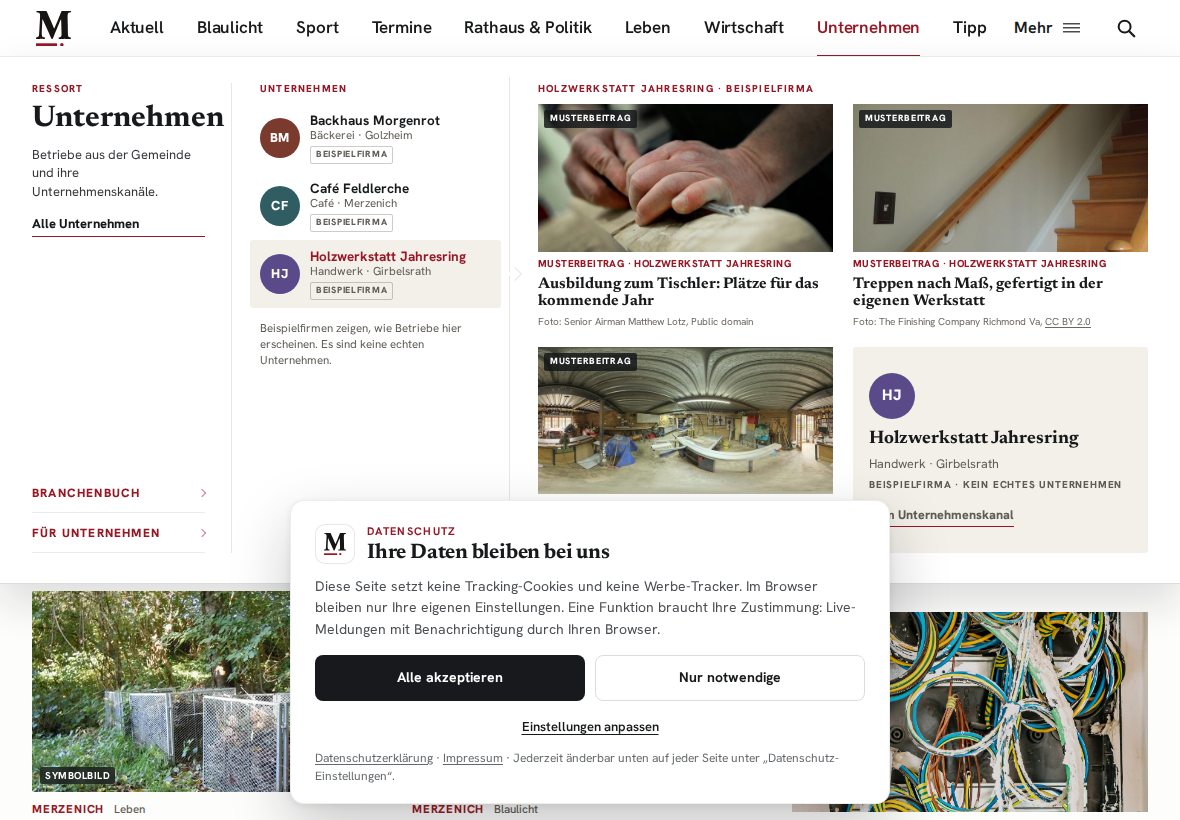 M
Aktuell
Blaulicht
Sport
Termine
Rathaus & Politik
Leben
Wirtschaft
Unternehmen
Tipp
Mehr
RESSORT
Unternehmen
Betriebe aus der Gemeinde
und ihre
Unternehmenskanäle.
Alle Unternehmen
BRANCHENBUCH
FÜR UNTERNEHMEN
UNTERNEHMEN
BM
Backhaus Morgenrot
Bäckerei · Golzheim
BEISPIELFIRMA
CF
Café Feldlerche
Café · Merzenich
BEISPIELFIRMA
HJ
Holzwerkstatt Jahresring
Handwerk · Girbelsrath
BEISPIELFIRMA
Beispielfirmen zeigen, wie Betriebe hier
erscheinen. Es sind keine echten
Unternehmen.
HOLZWERKSTATT JAHRESRING · BEISPIELFIRMA
MUSTERBEITRAG
MUSTERBEITRAG · HOLZWERKSTATT JAHRESRING
Ausbildung zum Tischler: Plätze für das
kommende Jahr
Foto: Senior Airman Matthew Lotz, Public domain
MUSTERBEITRAG
MUSTERBEITRAG · HOLZWERKSTATT JAHRESRING
Treppen nach Maß, gefertigt in der
eigenen Werkstatt
Foto: The Finishing Company Richmond Va, CC BY 2.0
MUSTERBEITRAG
HJ
Holzwerkstatt Jahresring
Handwerk · Girbelsrath
BEISPIELFIRMA · KEIN ECHTES UNTERNEHMEN
Unternehmenskanal
M
DATENSCHUTZ
Ihre Daten bleiben bei uns
Diese Seite setzt keine Tracking-Cookies und keine Werbe-Tracker. Im Browser
bleiben nur Ihre eigenen Einstellungen. Eine Funktion braucht Ihre Zustimmung: Live-
Meldungen mit Benachrichtigung durch Ihren Browser.
Alle akzeptieren
Nur notwendige
Einstellungen anpassen
Datenschutzerklärung · Impressum · Jederzeit änderbar unten auf jeder Seite unter „Datenschutz-
Einstellungen“.
SYMBOLBILD
MERZENICH Leben
MERZENICH Blaulicht